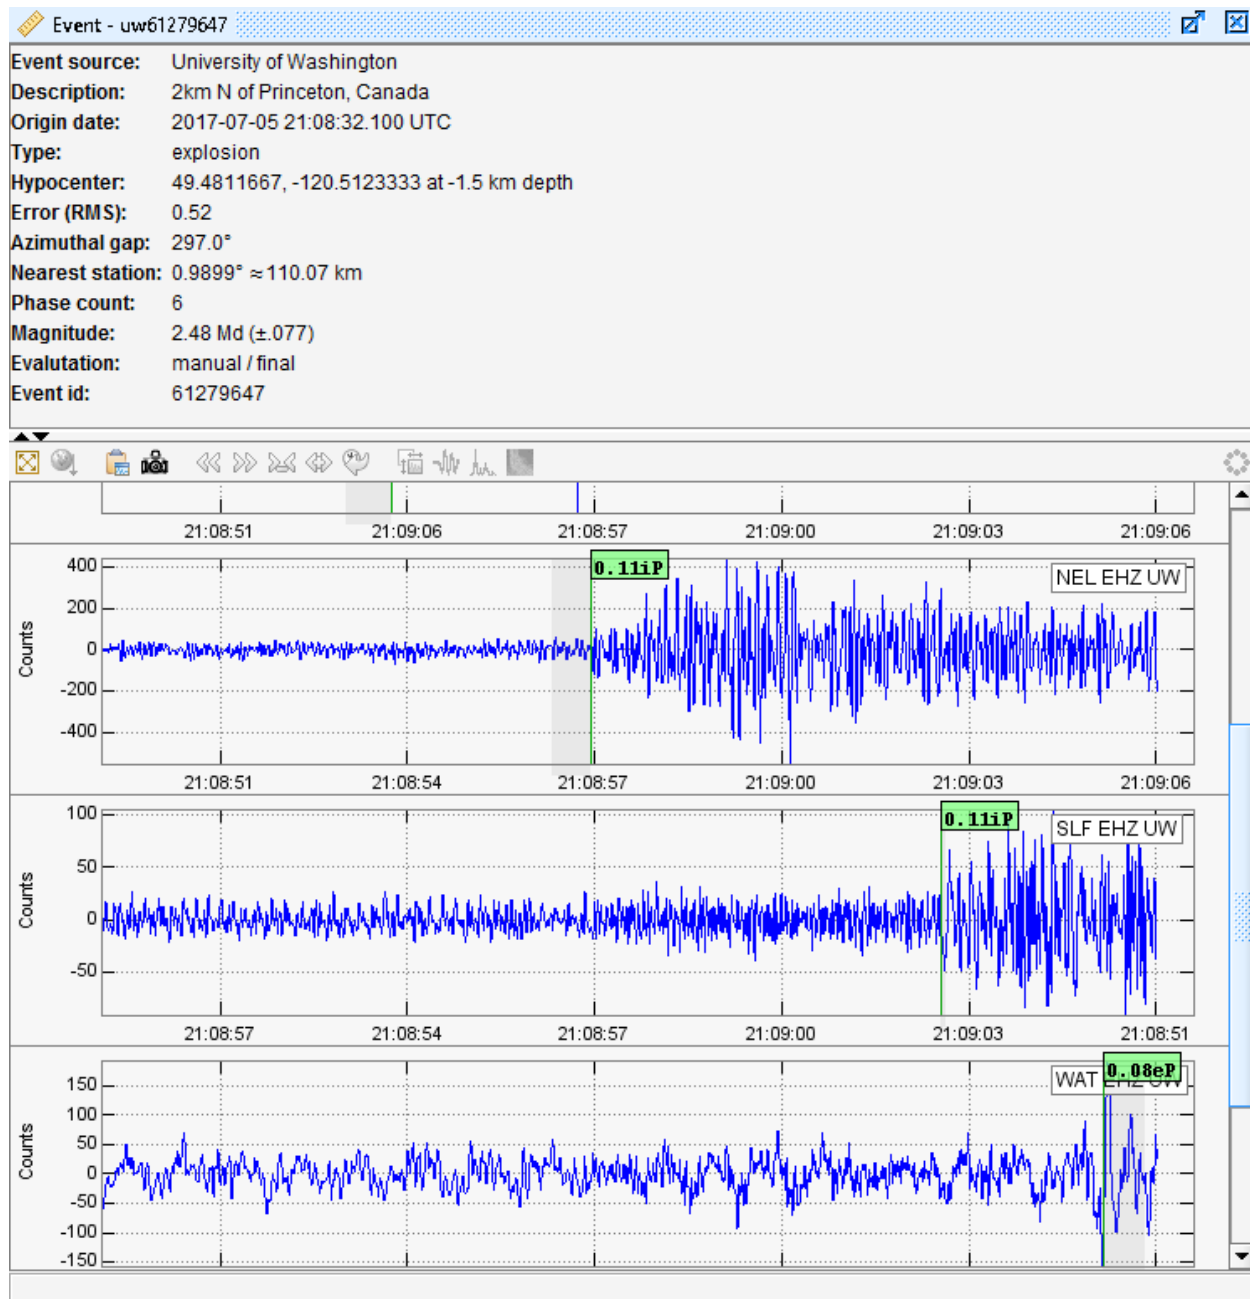 Event - uw61279647
Event source: University of Washington
Description: 2km N of Princeton, Canada
Origin date: 2017-07-05 21:08:32.100 UTC
Type: explosion
Hypocenter: 49.4811667, -120.5123333 at -1.5 km depth
Error (RMS): 0.52
Azimuthal gap: 297.0°
Nearest station: 0.9899° ≈110.07 km
Phase count: 6
Magnitude: 2.48 Md (±.077)
Evalutation: manual / final
Event id: 61279647
21:08:51 21:09:06 21:08:57 21:09:00 21:09:03 21:09:06
400
0.11iP
NEL EHZ UW
200
0
-200
-400
Counts
21:08:51 21:08:54 21:08:57 21:09:00 21:09:03 21:09:06
100
0.11iP
SLF EHZ UW
50
0
-50
Counts
21:08:57 21:08:54 21:08:57 21:09:00 21:09:03 21:08:51
0.08eP
WAT EHZ UW
150
100
50
0
-50
-100
-150
Counts